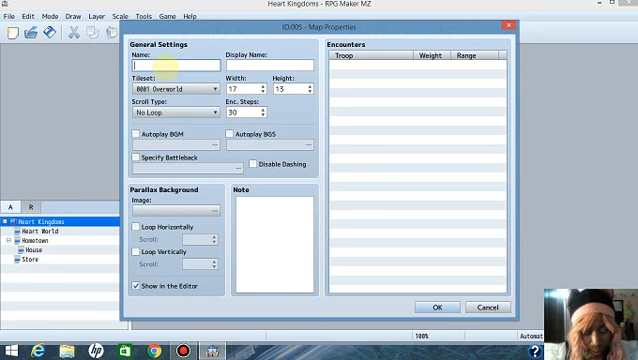 Heart Kingdoms - RPG Maker MZ
File Edit Mode Draw Layer Scale Tools Game Help
ID:005 - Map Properties
General Settings
Name: Display Name:
Tileset: Width: Height:
0001 Overworld 17 13
Scroll Type: Enc. Steps:
No Loop 30
Autoplay BGM Autoplay BGS
Specify Battleback
Disable Dashing
Parallax Background
Image:
Loop Horizontally
Scroll:
Loop Vertically
Scroll:
Show in the Editor
Note
Encounters
Troop Weight Range
OK Cancel
A R
Heart Kingdoms
Heart World
Hometown
House
Store
100% Automat